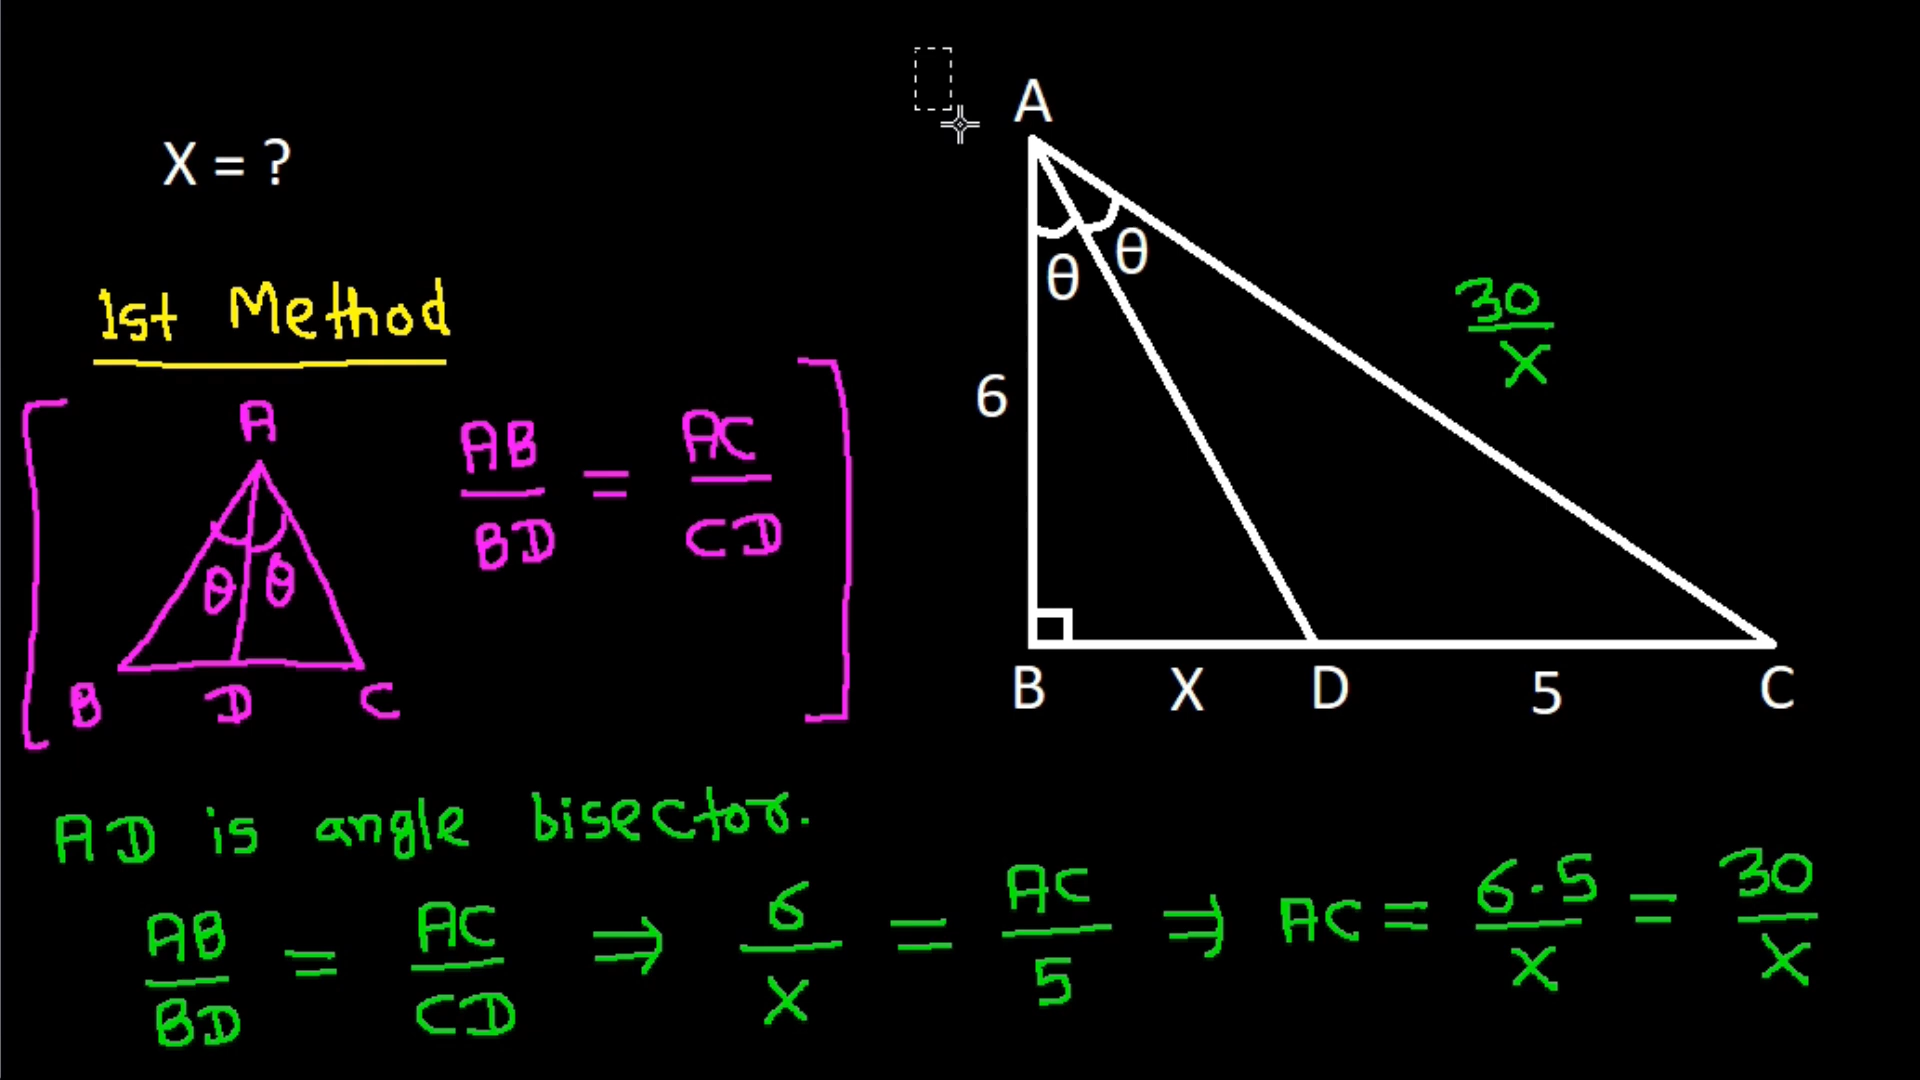 X = ?
1st Method
A
θ θ
B D C
AB/BD = AC/CD
A
θ θ
6
30/X
B X D 5 C
AD is angle bisector.
AB/BD = AC/CD ⇒ 6/X = AC/5 ⇒ AC = 6·5/X = 30/X